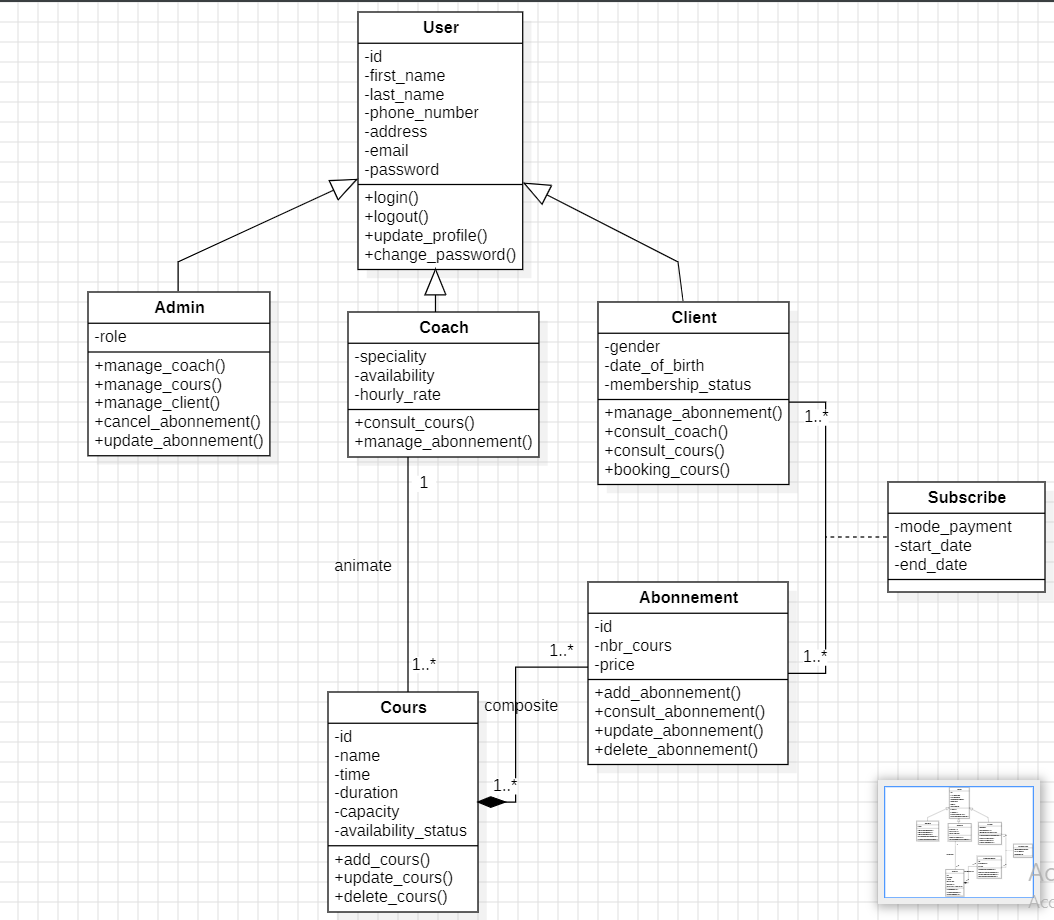 User
-id
-first_name
-last_name
-phone_number
-address
-email
-password
+login()
+logout()
+update_profile()
+change_password()
Admin
-role
+manage_coach()
+manage_cours()
+manage_client()
+cancel_abonnement()
+update_abonnement()
Coach
-speciality
-availability
-hourly_rate
+consult_cours()
+manage_abonnement()
Client
-gender
-date_of_birth
-membership_status
+manage_abonnement()
+consult_coach()
+consult_cours()
+booking_cours()
1..*
1
animate
1..*
Subscribe
-mode_payment
-start_date
-end_date
Abonnement
-id
-nbr_cours
-price
+add_abonnement()
+consult_abonnement()
+update_abonnement()
+delete_abonnement()
1..*
1..*
composite
1..*
Cours
-id
-name
-time
-duration
-capacity
-availability_status
+add_cours()
+update_cours()
+delete_cours()